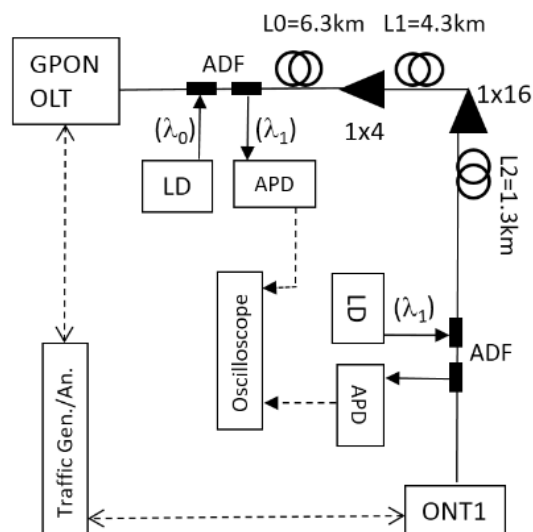 L0=6.3km
L1=4.3km
GPON
OLT
ADF
1x16
(λ0)
(λ1)
1x4
LD
APD
L2=1.3km
Oscilloscope
LD
(λ1)
ADF
APD
Traffic Gen./An.
ONT1